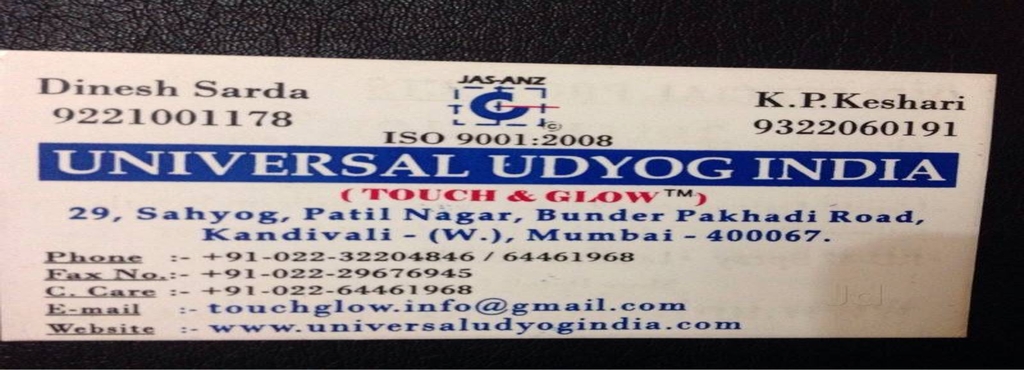 Dinesh Sarda
9221001178
JAS-ANZ
©
ISO 9001:2008
K.P.Keshari
9322060191
UNIVERSAL UDYOG INDIA
( TOUCH & GLOW™)
29, Sahyog, Patil Nagar, Bunder Pakhadi Road,
Kandivali - (W.), Mumbai - 400067.
Phone :- +91-022-32204846 / 64461968
Fax No.:- +91-022-29676945
C. Care :- +91-022-64461968
E-mail :- touchglow.info@gmail.com
Website :- www.universaludyogindia.com
Jd